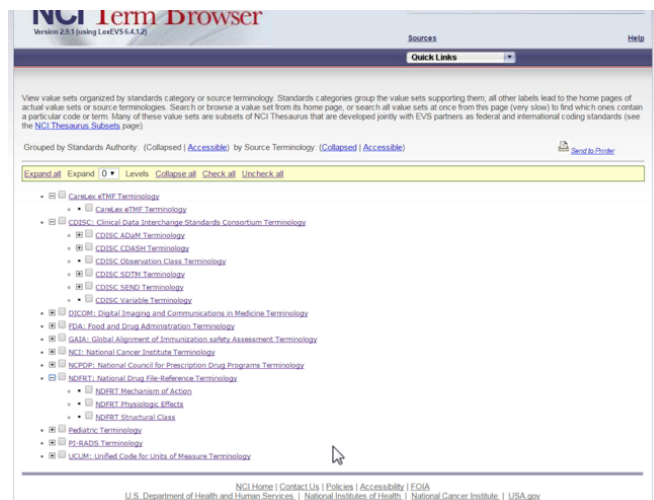 NCI Term Browser
Version 2.9.1 (using LexEVS 6.4.1.2)
Sources
Help
Quick Links
View value sets organized by standards category or source terminology. Standards categories group the value sets supporting them; all other labels lead to the home pages of
actual value sets or source terminologies. Search or browse a value set from its home page, or search all value sets at once from this page (very slow) to find which ones contain
a particular code or term. Many of these value sets are subsets of NCI Thesaurus that are developed jointly with EVS partners as federal and international coding standards (see
the NCI Thesaurus Subsets page).
Grouped by Standards Authority: (Collapsed | Accessible) by Source Terminology: (Collapsed | Accessible)
Send to Printer
Expand all Expand 0 Levels Collapse all Check all Uncheck all
CareLex eTMF Terminology
CareLex eTMF Terminology
CDISC: Clinical Data Interchange Standards Consortium Terminology
CDISC ADaM Terminology
CDISC CDASH Terminology
CDISC Observation Class Terminology
CDISC SDTM Terminology
CDISC SEND Terminology
CDISC Variable Terminology
DICOM: Digital Imaging and Communications in Medicine Terminology
FDA: Food and Drug Administration Terminology
GAIA: Global Alignment of Immunization safety Assessment Terminology
NCI: National Cancer Institute Terminology
NCPDP: National Council for Prescription Drug Programs Terminology
NDFRT: National Drug File-Reference Terminology
NDFRT Mechanism of Action
NDFRT Physiologic Effects
NDFRT Structural Class
Pediatric Terminology
PI-RADS Terminology
UCUM: Unified Code for Units of Measure Terminology
NCI Home | Contact Us | Policies | Accessibility | FOIA
U.S. Department of Health and Human Services | National Institutes of Health | National Cancer Institute | USA.gov